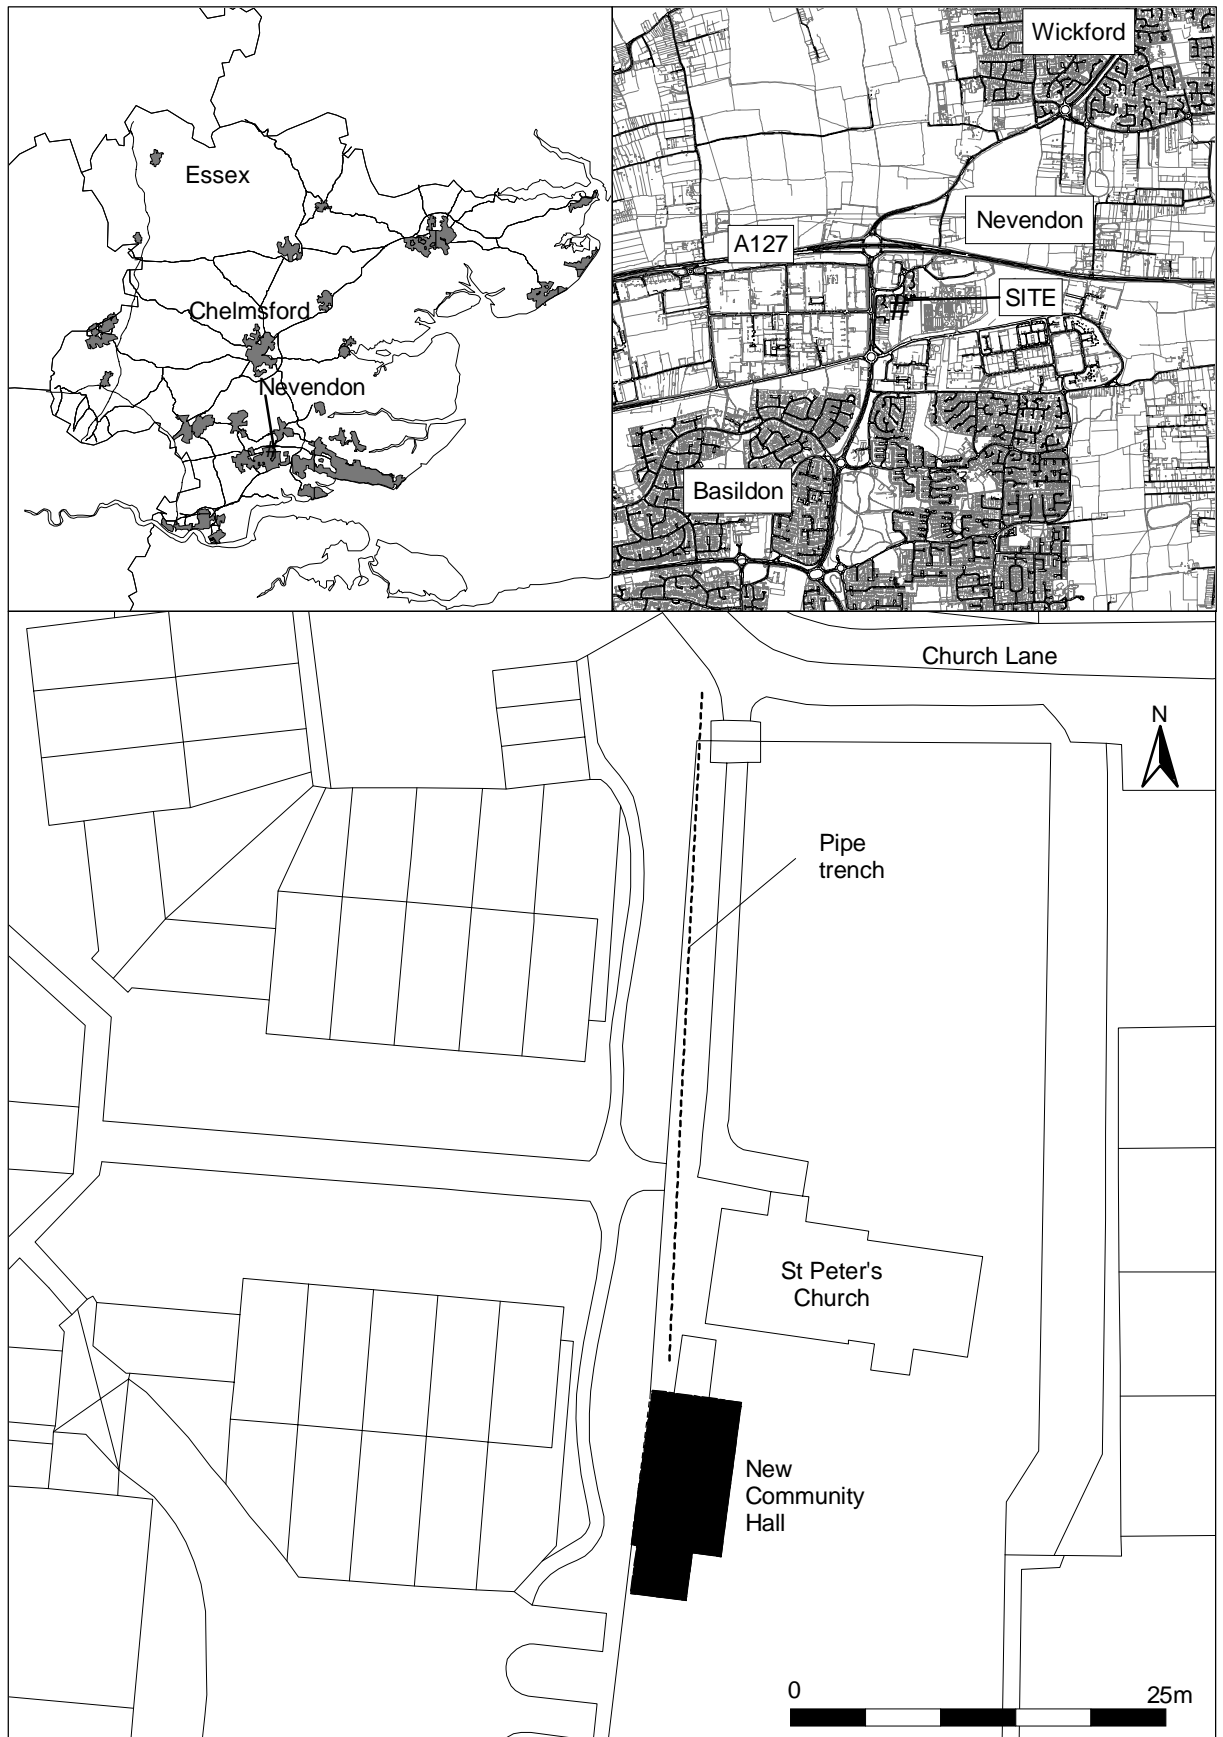 Essex
Chelmsford
Nevendon
Wickford
Nevendon
A127
SITE
#
Basildon
Church Lane
N
Pipe
trench
St Peter's
Church
New
Community
Hall
0
25m